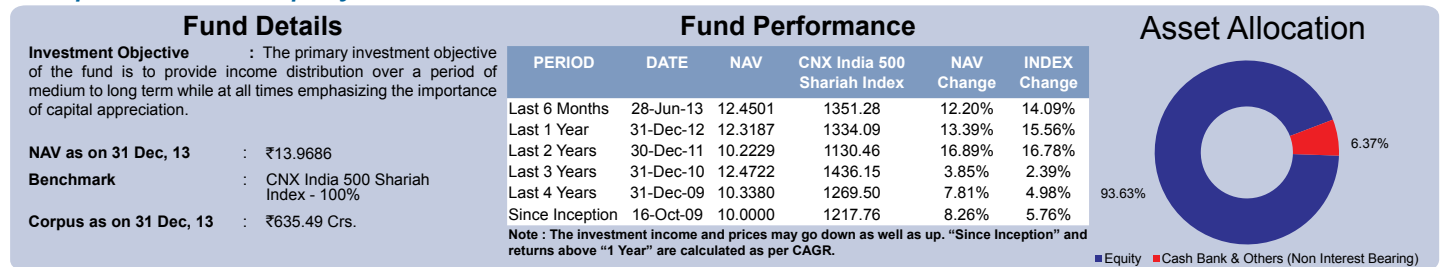 Fund Details
Investment Objective : The primary investment objective
of the fund is to provide income distribution over a period of
medium to long term while at all times emphasizing the importance
of capital appreciation.
NAV as on 31 Dec, 13 : ₹13.9686
Benchmark : CNX India 500 Shariah
Index - 100%
Corpus as on 31 Dec, 13 : ₹635.49 Crs.
Fund Performance
PERIOD DATE NAV CNX India 500 Shariah Index NAV Change INDEX Change
Last 6 Months 28-Jun-13 12.4501 1351.28 12.20% 14.09%
Last 1 Year 31-Dec-12 12.3187 1334.09 13.39% 15.56%
Last 2 Years 30-Dec-11 10.2229 1130.46 16.89% 16.78%
Last 3 Years 31-Dec-10 12.4722 1436.15 3.85% 2.39%
Last 4 Years 31-Dec-09 10.3380 1269.50 7.81% 4.98%
Since Inception 16-Oct-09 10.0000 1217.76 8.26% 5.76%
Note : The investment income and prices may go down as well as up. “Since Inception” and
returns above “1 Year” are calculated as per CAGR.
Asset Allocation
6.37%
93.63%
Equity Cash Bank & Others (Non Interest Bearing)